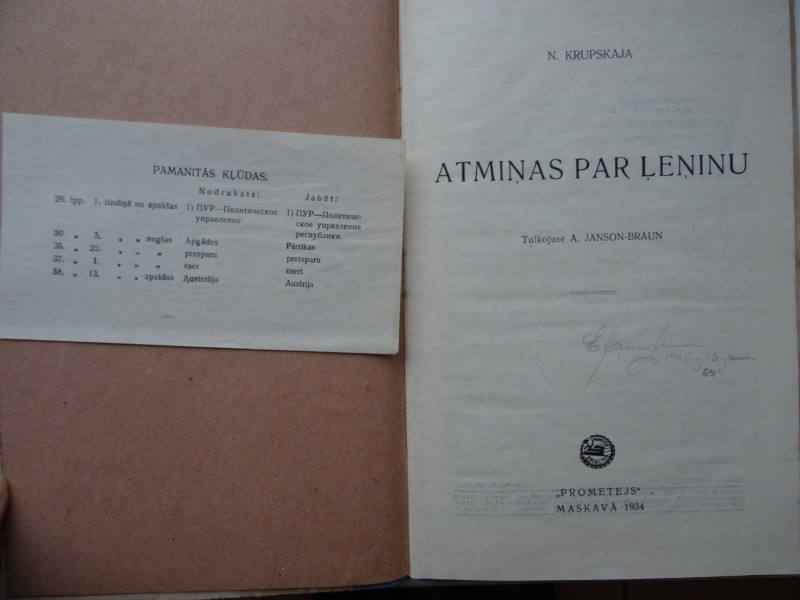 PAMANITĀS KĻŪDAS:
Nodrukats: Jabūt:
29. lpp. 1. rindiņā no apakšas 1) ПУР—Политическое управление 1) ПУР—Политическое управление республики.
30. „ 5. „ „ augšas Apgādes Pārtikas
35. „ 22. „ „ „ presparu pretsparu
37. „ 1. „ „ „ eser eseri
38. „ 13. „ „ apakšas Australija Austrija
N. KRUPSKAJA
ATMIŅAS PAR ĻEŅINU
Tulkojuse A. JANSON-BRAUN
„PROMETEJS“
MASKAVĀ 1934